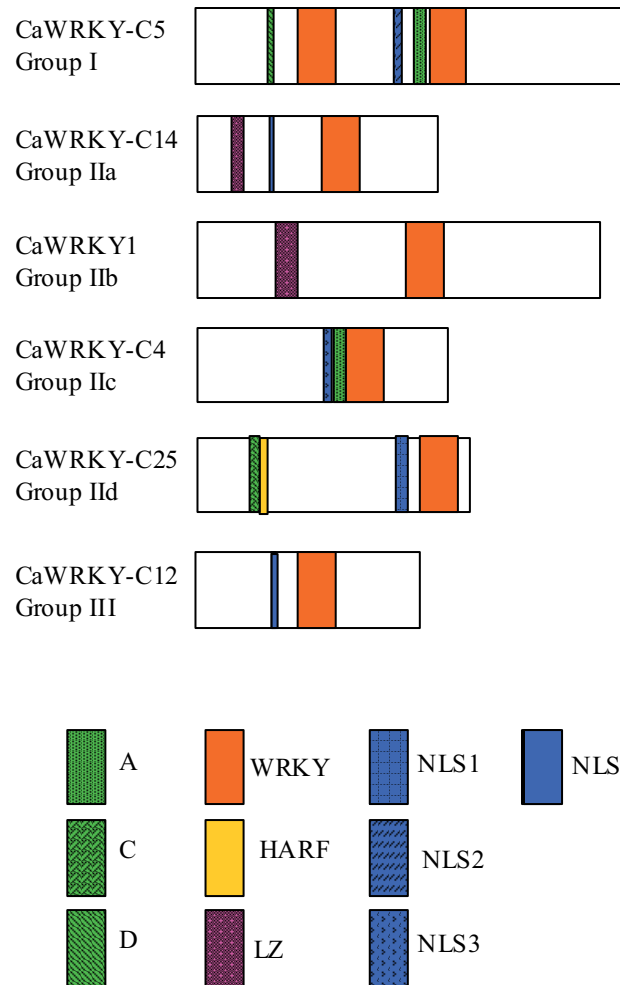 CaWRKY-C5
Group I
CaWRKY-C14
Group IIa
CaWRKY1
Group IIb
CaWRKY-C4
Group IIc
CaWRKY-C25
Group IId
CaWRKY-C12
Group III
A
WRKY
NLS1
NLS
C
HARF
NLS2
D
LZ
NLS3